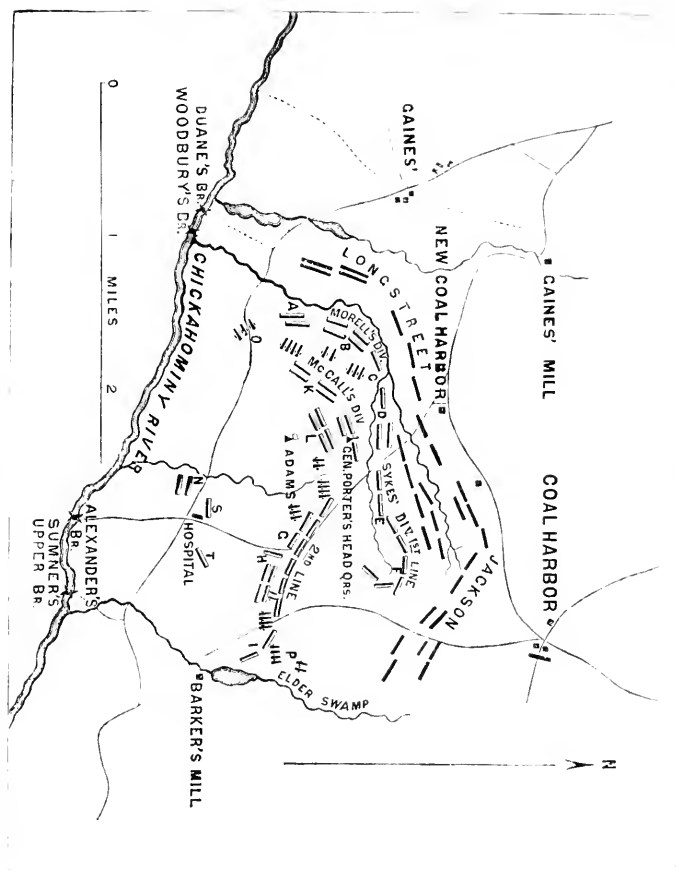 GAINES' MILL
COAL HARBOR
NEW COAL HARBOR
GAINES'
LONGSTREET
JACKSON
MORELL'S DIV.
McCALL'S DIV
SYKES' DIV. 1ST LINE
GEN. PORTER'S HEAD QRS.
2ND LINE
A
B
C
D
E
F
K
L
G
H
I
P
O
N
S
T
ADAMS
HOSPITAL
ELDER SWAMP
BARKER'S MILL
DUANE'S BR.
WOODBURY'S BR.
CHICKAHOMINY RIVER
ALEXANDER'S
BR.
SUMNER'S
UPPER BR.
0 1 MILES 2
N